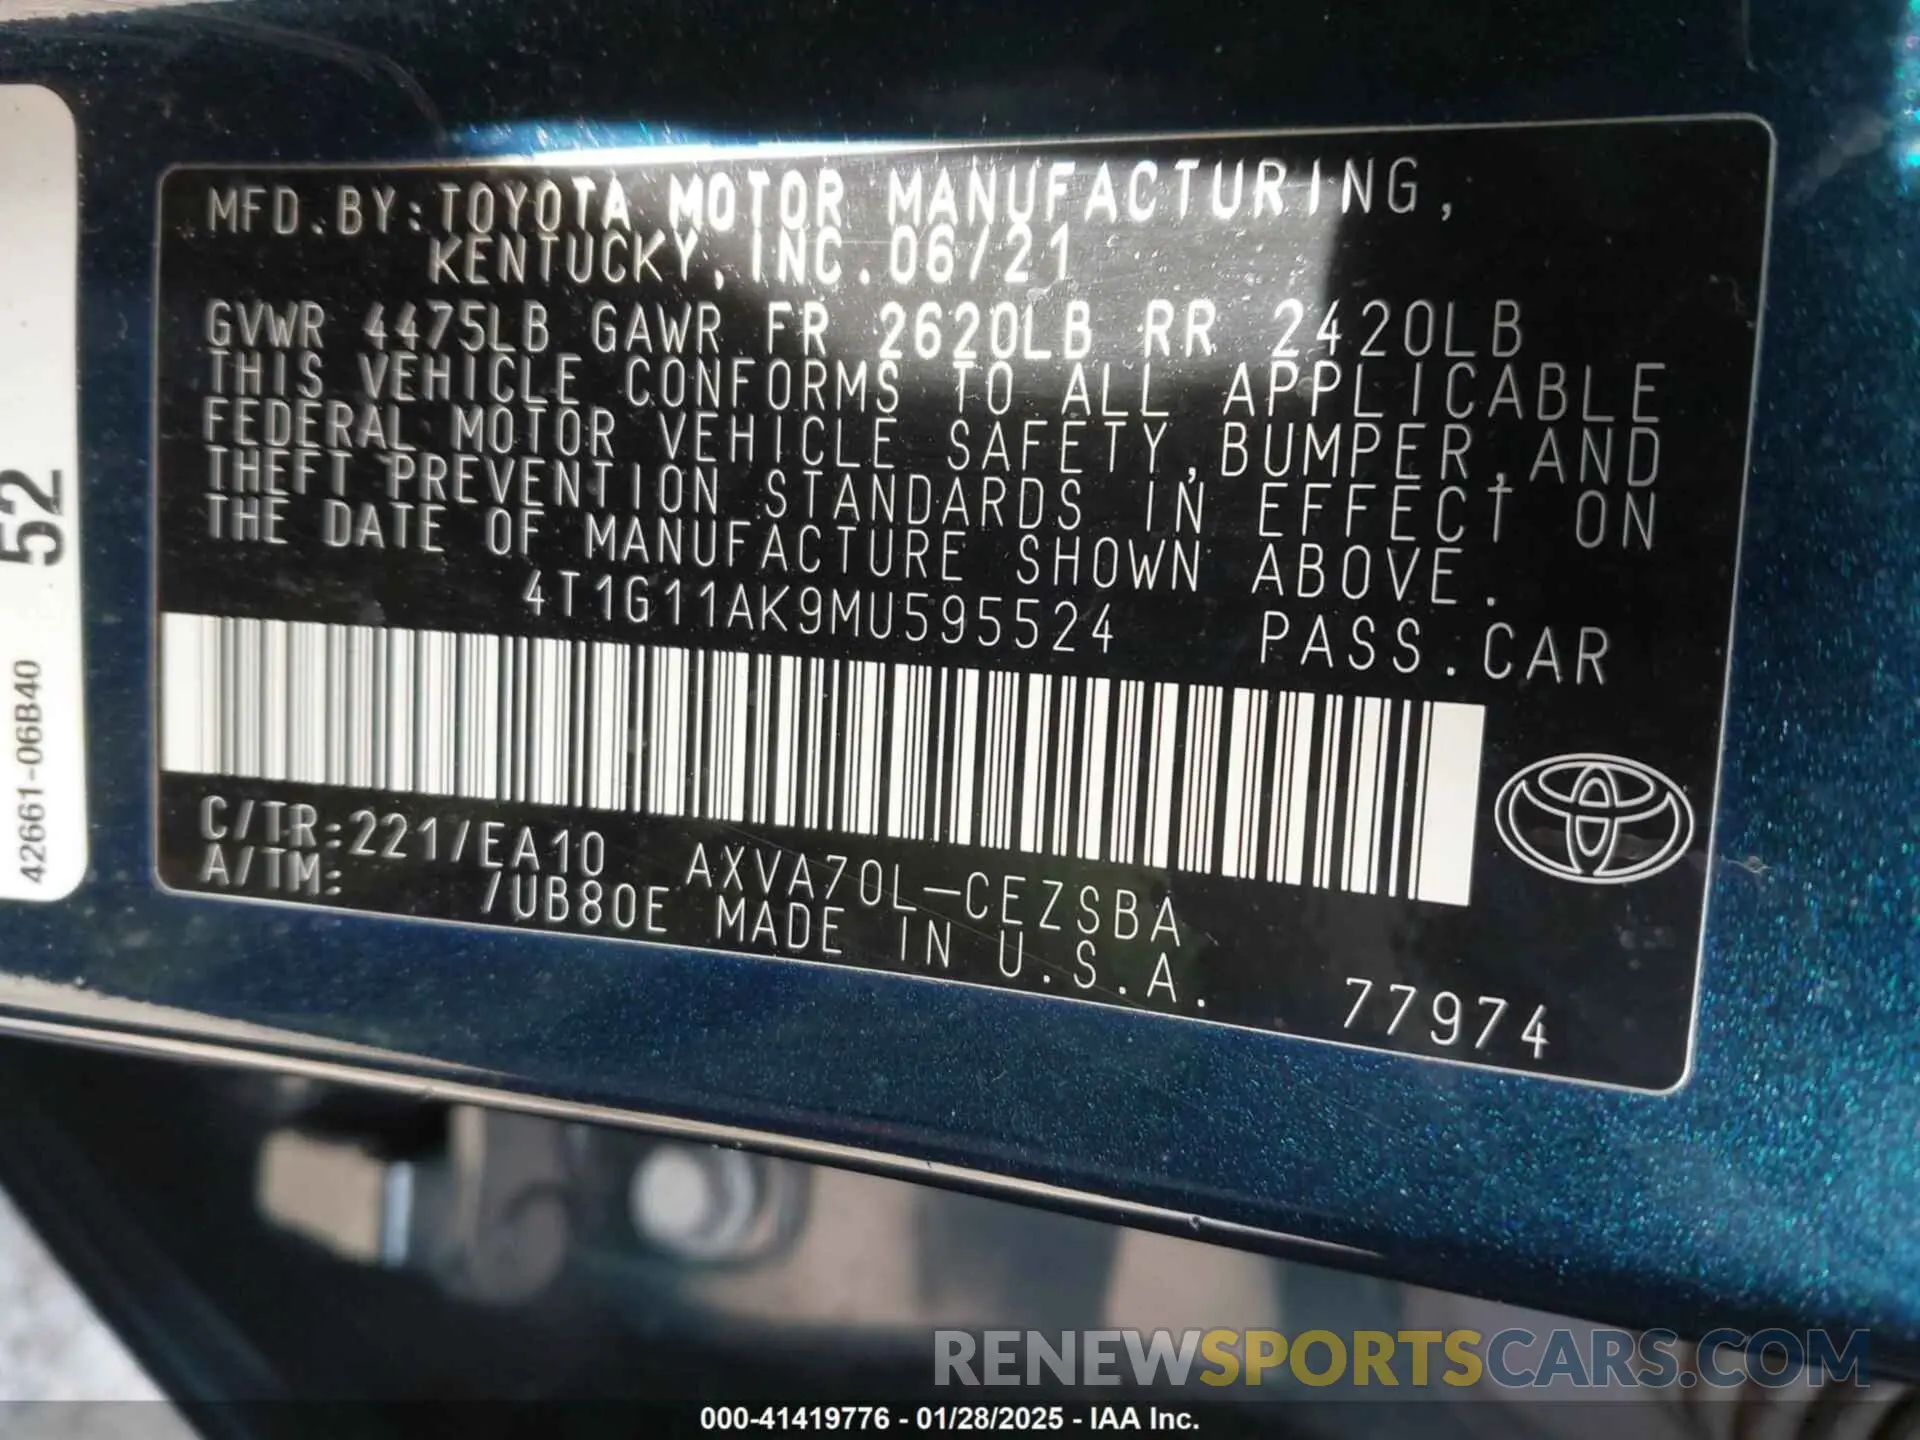 MFD.BY:TOYOTA MOTOR MANUFACTURING,
KENTUCKY, INC.06/21
GVWR 4475LB GAWR FR 2620LB RR 2420LB
THIS VEHICLE CONFORMS TO ALL APPLICABLE
FEDERAL MOTOR VEHICLE SAFETY,BUMPER,AND
THEFT PREVENTION STANDARDS IN EFFECT ON
THE DATE OF MANUFACTURE SHOWN ABOVE.
4T1G11AK9MU595524 PASS.CAR
C/TR:221/EA10 AXVA70L-CEZSBA
A/TM: /UB80E MADE IN U.S.A.
77974
52
42661-06B40
RENEWSPORTSCARS.COM
000-41419776 - 01/28/2025 - IAA Inc.